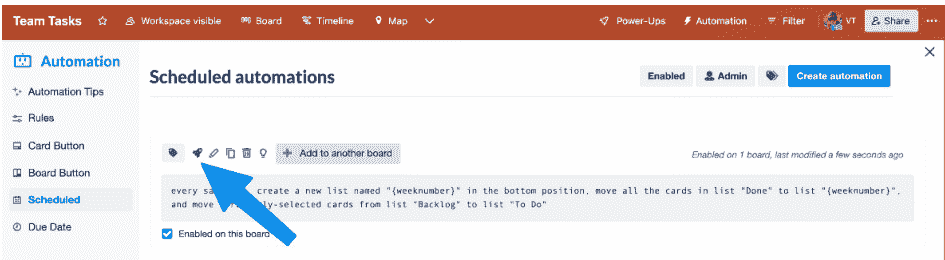 Team Tasks Workspace visible Board Timeline Map Power-Ups Automation Filter VT Share
Automation
Automation Tips
Rules
Card Button
Board Button
Scheduled
Due Date
Scheduled automations
Enabled Admin Create automation
Add to another board
Enabled on 1 board, last modified a few seconds ago
every create a new list named "{weeknumber}" in the bottom position, move all the cards in list "Done" to list "{weeknumber}",
and move cards from list "Backlog" to list "To Do"
Enabled on this board